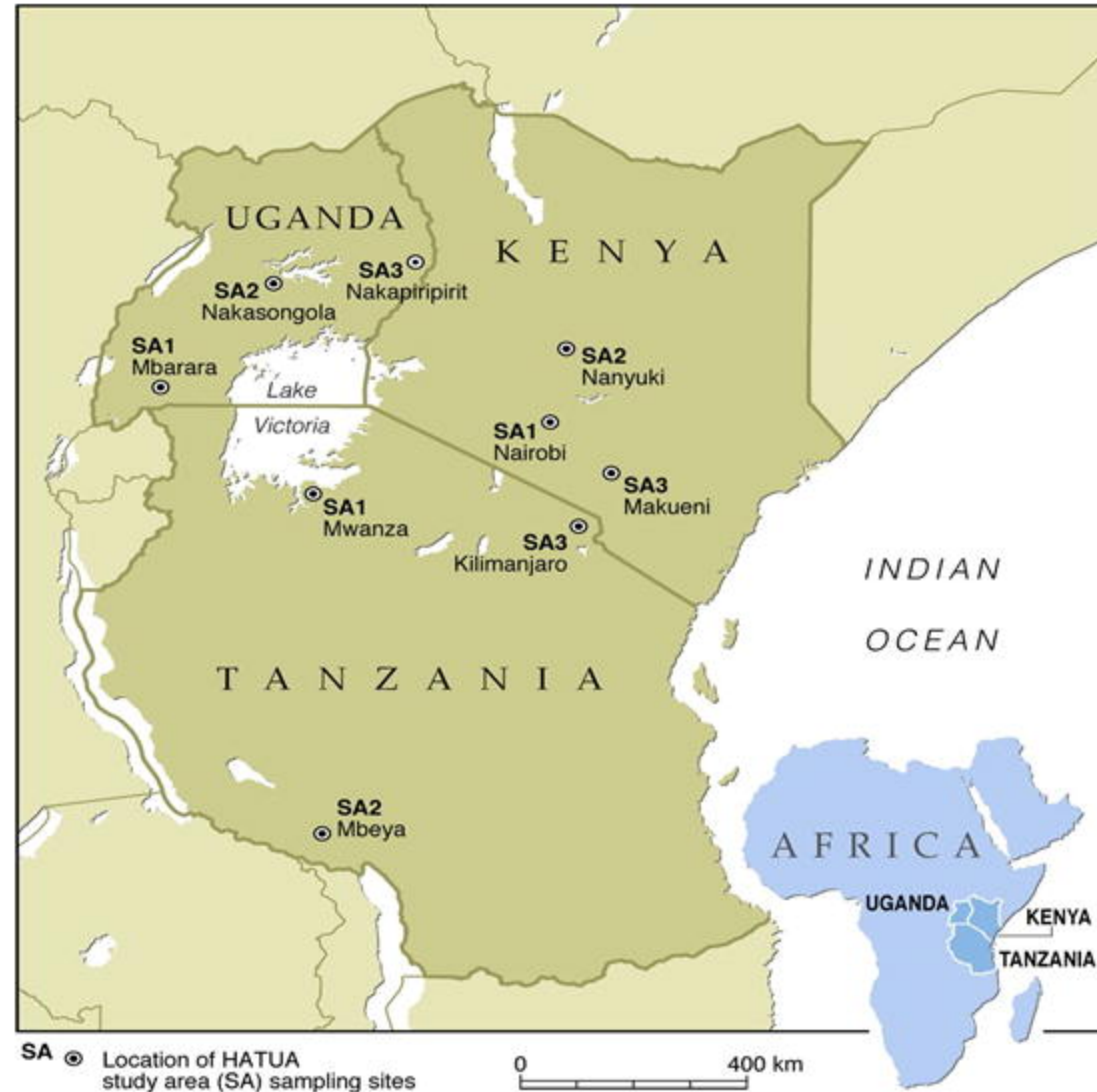 UGANDA
KENYA
SA3
Nakapiripirit
SA2
Nakasongola
SA1
Mbarara
SA2
Nanyuki
Lake
Victoria
SA1
Nairobi
SA3
Makueni
SA1
Mwanza
SA3
Kilimanjaro
INDIAN
OCEAN
TANZANIA
SA2
Mbeya
AFRICA
UGANDA
KENYA
TANZANIA
SA Location of HATUA
study area (SA) sampling sites
0 400 km